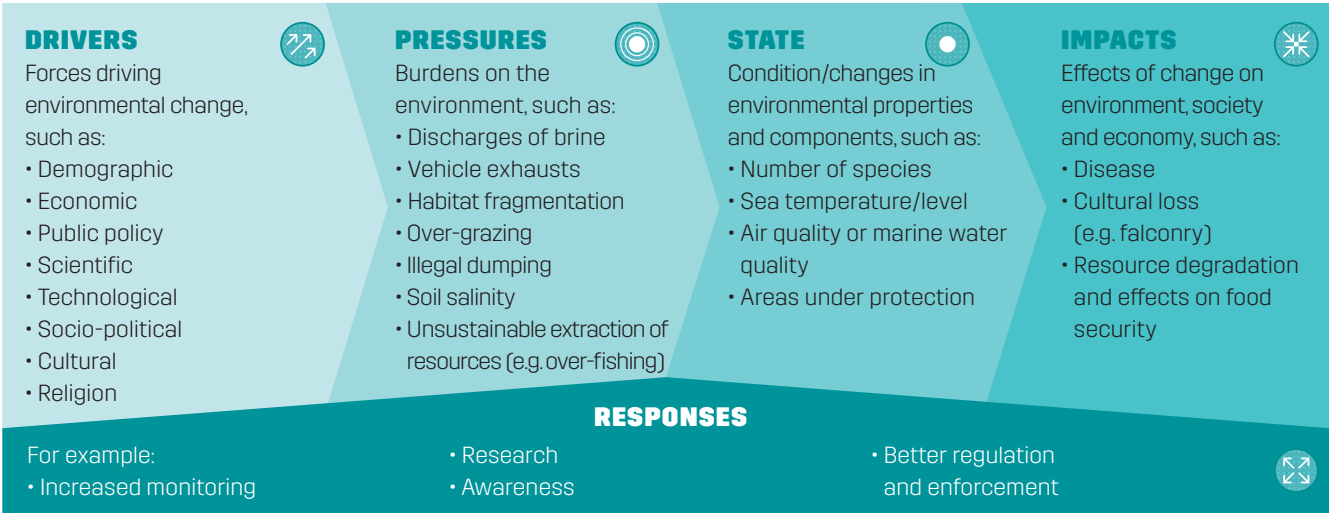 DRIVERS
Forces driving
environmental change,
such as:
• Demographic
• Economic
• Public policy
• Scientific
• Technological
• Socio-political
• Cultural
• Religion
PRESSURES
Burdens on the
environment, such as:
• Discharges of brine
• Vehicle exhausts
• Habitat fragmentation
• Over-grazing
• Illegal dumping
• Soil salinity
• Unsustainable extraction of
resources (e.g. over-fishing)
STATE
Condition/changes in
environmental properties
and components, such as:
• Number of species
• Sea temperature/level
• Air quality or marine water
quality
• Areas under protection
IMPACTS
Effects of change on
environment, society
and economy, such as:
• Disease
• Cultural loss
(e.g. falconry)
• Resource degradation
and effects on food
security
RESPONSES
For example:
• Increased monitoring
• Research
• Awareness
• Better regulation
and enforcement